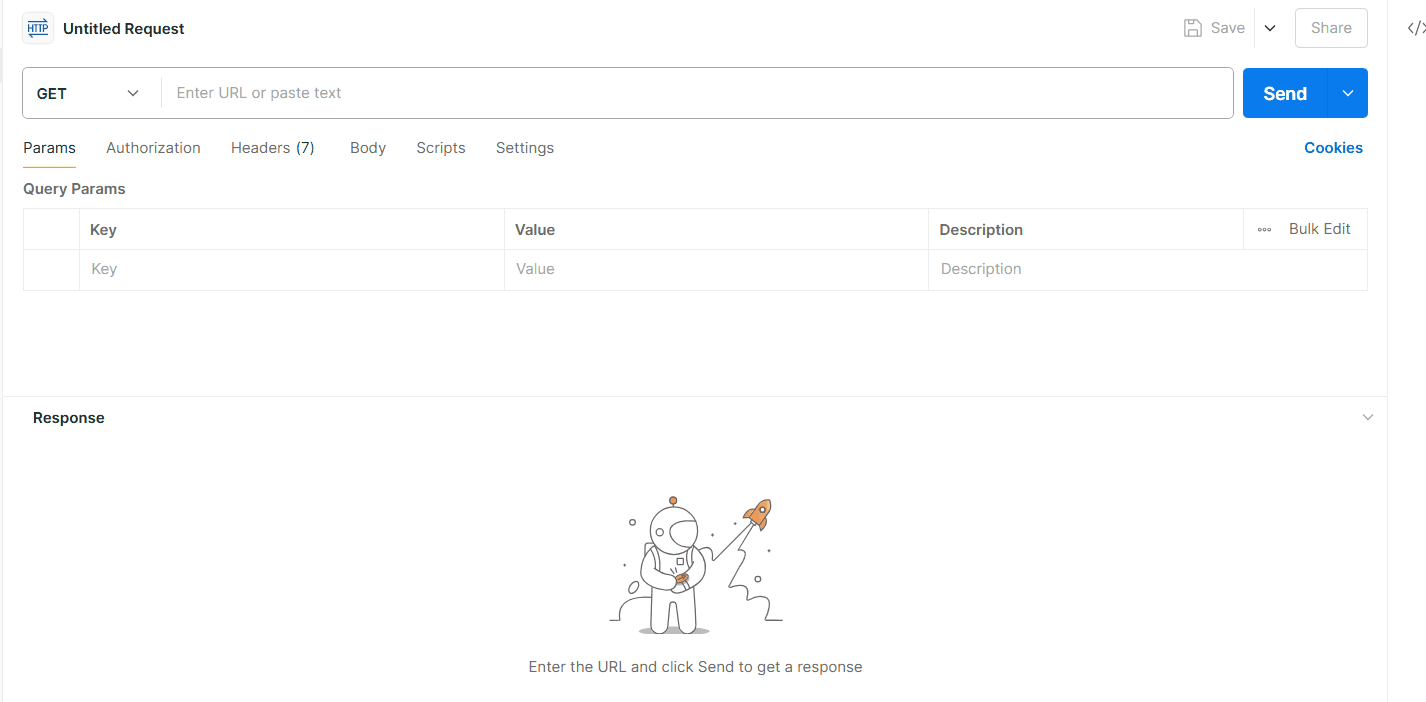 HTTP Untitled Request Save Share </>
GET Enter URL or paste text Send
Params Authorization Headers (7) Body Scripts Settings Cookies
Query Params
Key Value Description Bulk Edit
Key Value Description
Response
Enter the URL and click Send to get a response